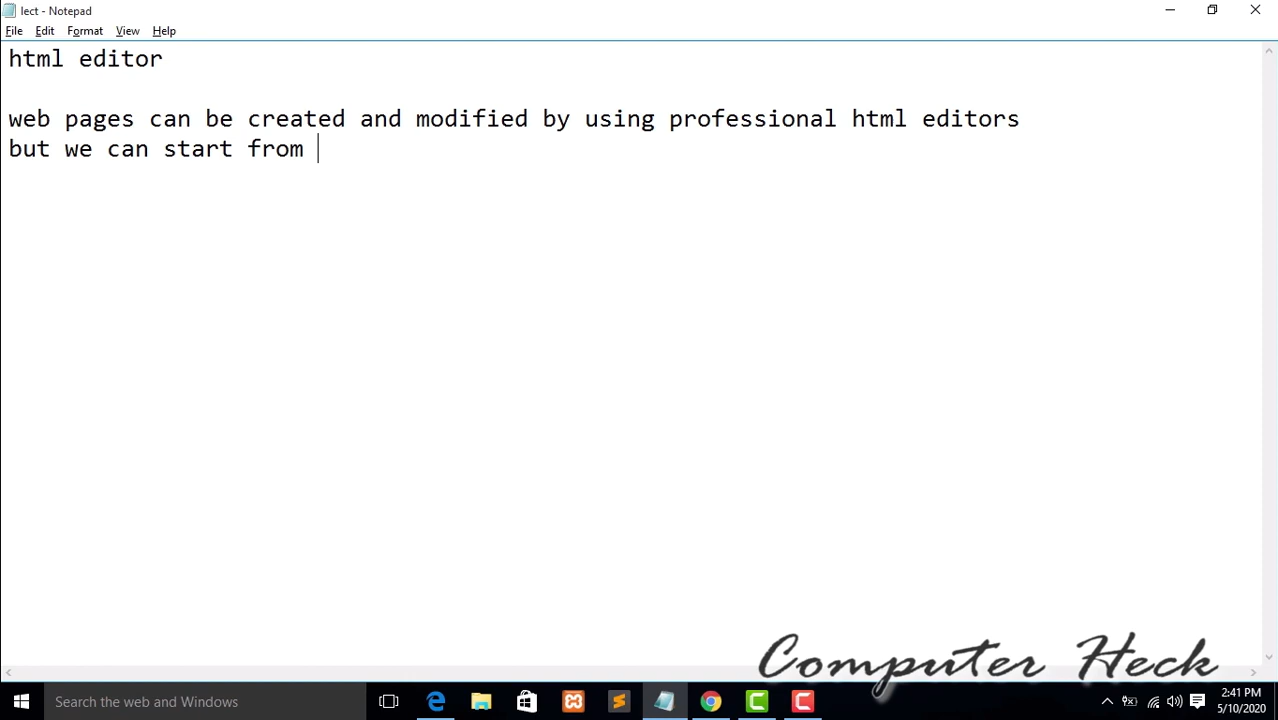 lect - Notepad
File Edit Format View Help
html editor
web pages can be created and modified by using professional html editors
but we can start from
Computer Heck
Search the web and Windows
2:41 PM
5/10/2020